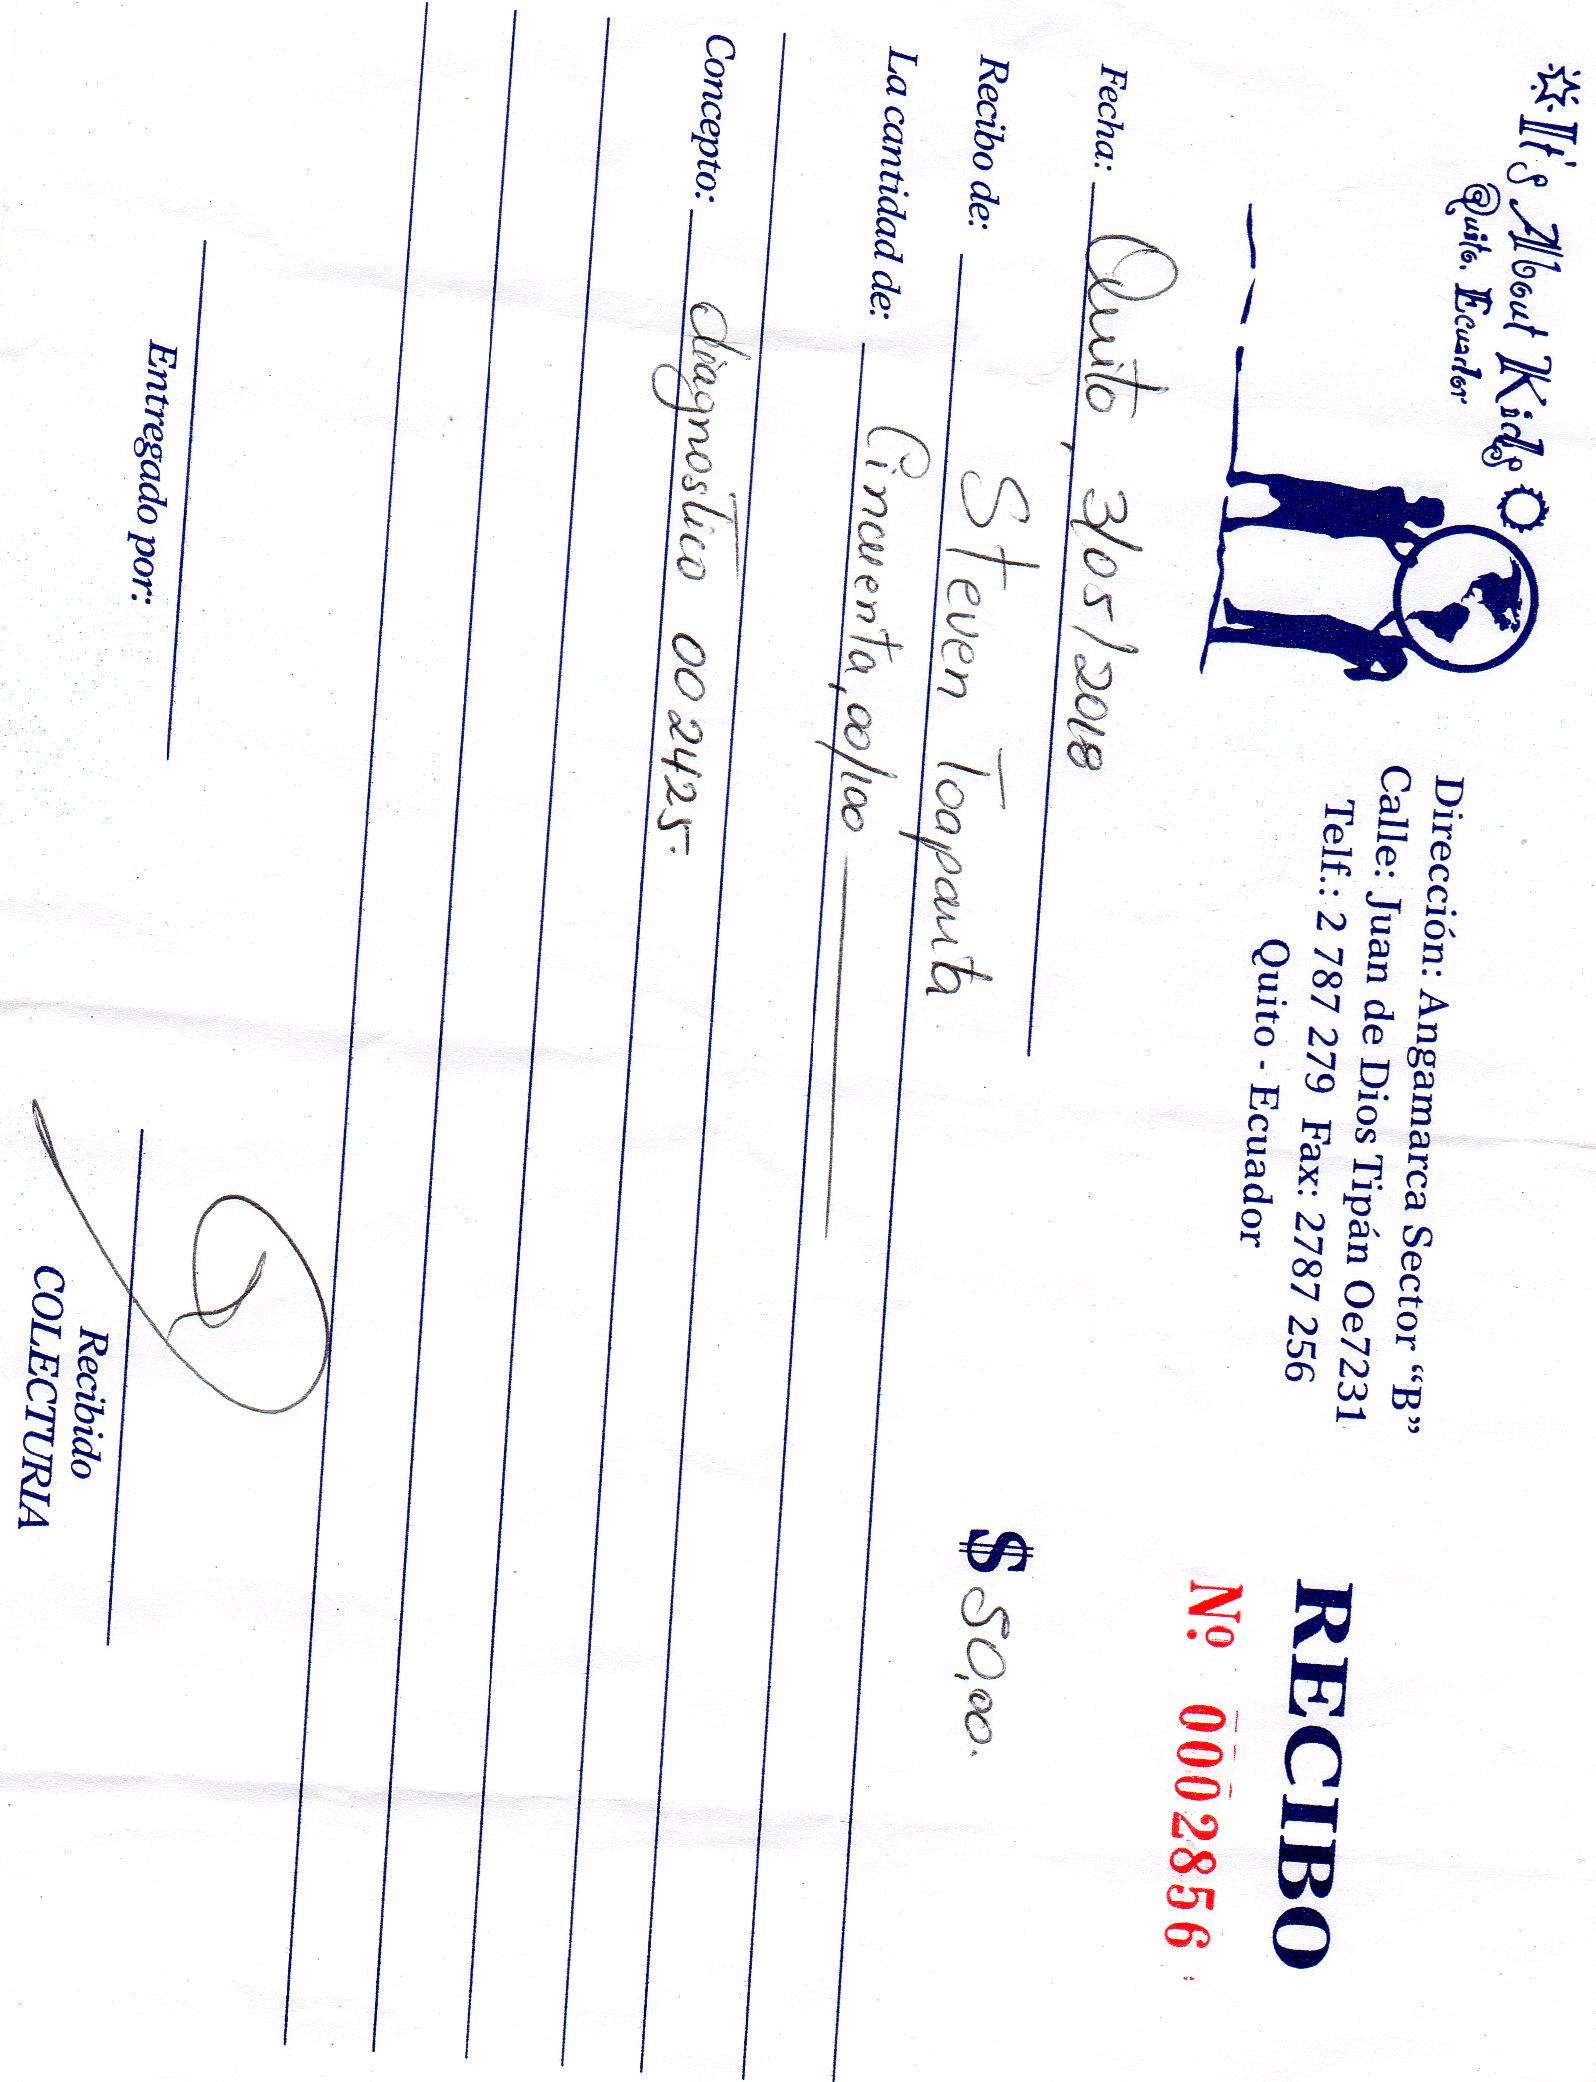 It's About Kids
Quito, Ecuador
Dirección: Angamarca Sector “B”
Calle: Juan de Dios Tipán Oe7231
Telf.: 2 787 279 Fax: 2787 256
Quito - Ecuador
RECIBO
Nº 0002856
Fecha: Quito, 3/05/2018
Recibo de: Steven Toapanta
$ 50,00.
La cantidad de: Cincuenta,00/100
Concepto: diagnostico 002425.
Entregado por:
Recibido
COLECTURIA